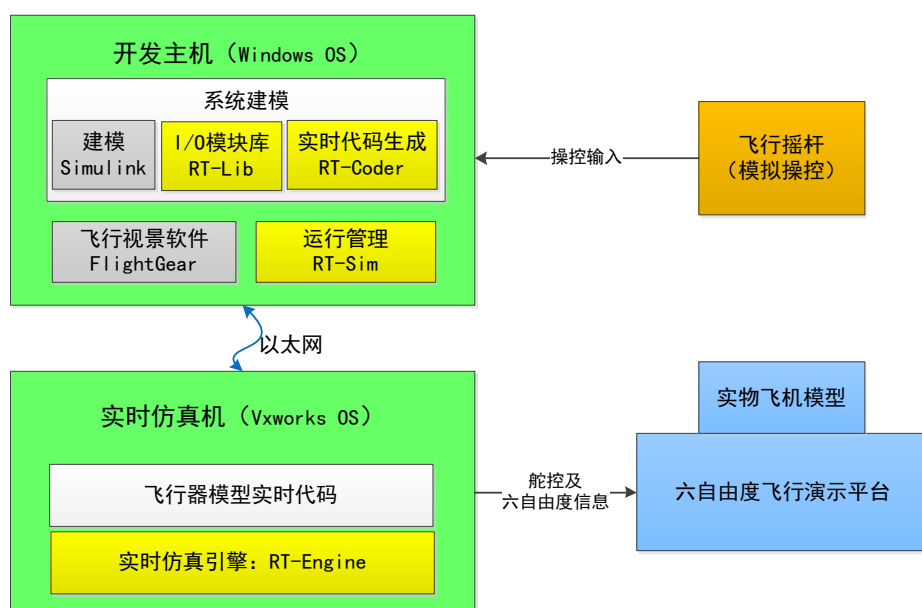 开发主机（Windows OS）
系统建模
建模
Simulink
I/O模块库
RT-Lib
实时代码生成
RT-Coder
飞行视景软件
FlightGear
运行管理
RT-Sim
操控输入
飞行摇杆
（模拟操控）
以太网
实时仿真机（Vxworks OS）
飞行器模型实时代码
实时仿真引擎：RT-Engine
舵控及
六自由度信息
实物飞机模型
六自由度飞行演示平台